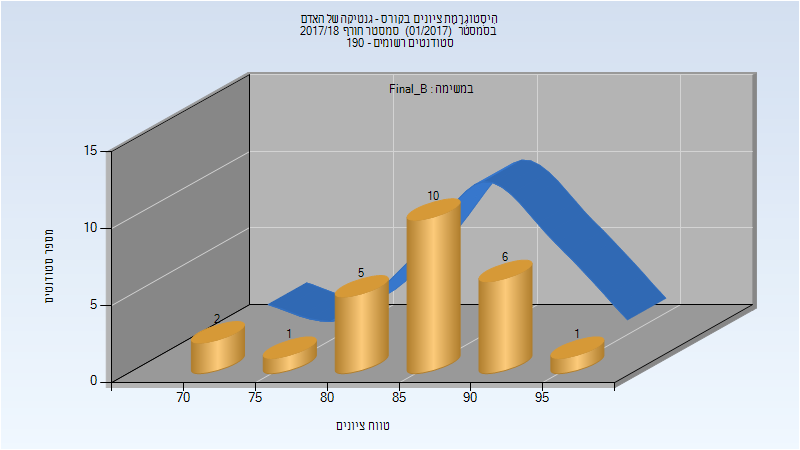 היסטוגרמת ציונים בקורס - גנטיקה של האדם
בסמסטר (01/2017) סמסטר חורף 2017/18
סטודנטים רשומים - 190
במשימה : Final_B
15
10
5
0
מספר סטודנטים
2
1
5
10
6
1
70
75
80
85
90
95
טווח ציונים